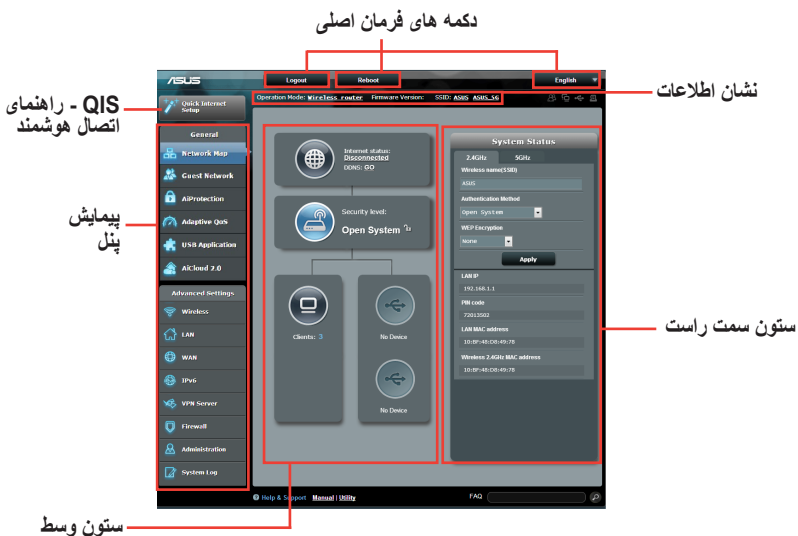 دکمه های فرمان اصلی
نشان اطلاعات
QIS - راهنمای
اتصال هوشمند
پیمایش
پنل
ستون سمت راست
ستون وسط
ASUS
Logout
Reboot
English
Quick Internet
Setup
Operation Mode: Wireless router Firmware Version: SSID: ASUS ASUS_5G
General
Network Map
Guest Network
AiProtection
Adaptive QoS
USB Application
AiCloud 2.0
Advanced Settings
Wireless
LAN
WAN
IPv6
VPN Server
Firewall
Administration
System Log
Internet status:
Disconnected
DDNS: GO
Security level:
Open System
Clients: 3
No Device
No Device
System Status
2.4GHz 5GHz
Wireless name(SSID)
ASUS
Authentication Method
Open System
WEP Encryption
None
Apply
LAN IP
192.168.1.1
PIN code
72013502
LAN MAC address
10:BF:48:D8:49:78
Wireless 2.4GHz MAC address
10:BF:48:D8:49:78
Help & Support Manual | Utility
FAQ